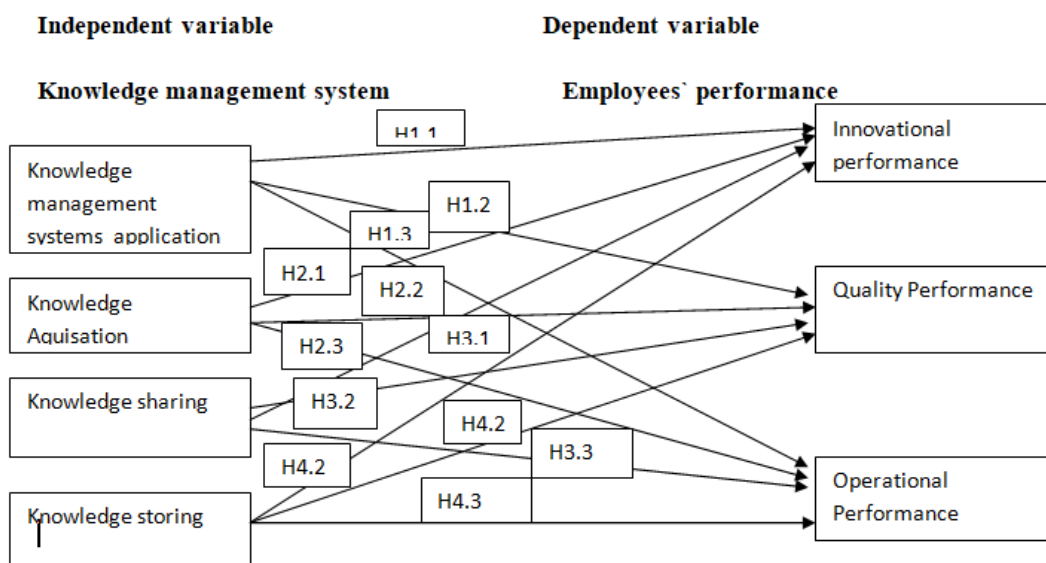 Independent variable
Dependent variable
Knowledge management system
Employees` performance
H1.1
Innovational
performance
Knowledge
management
systems application
H1.2
H1.3
H2.1
H2.2
Knowledge
Aquisation
Quality Performance
H3.1
H2.3
Knowledge sharing
H3.2
H4.2
H3.3
H4.2
Operational
Performance
H4.3
Knowledge storing